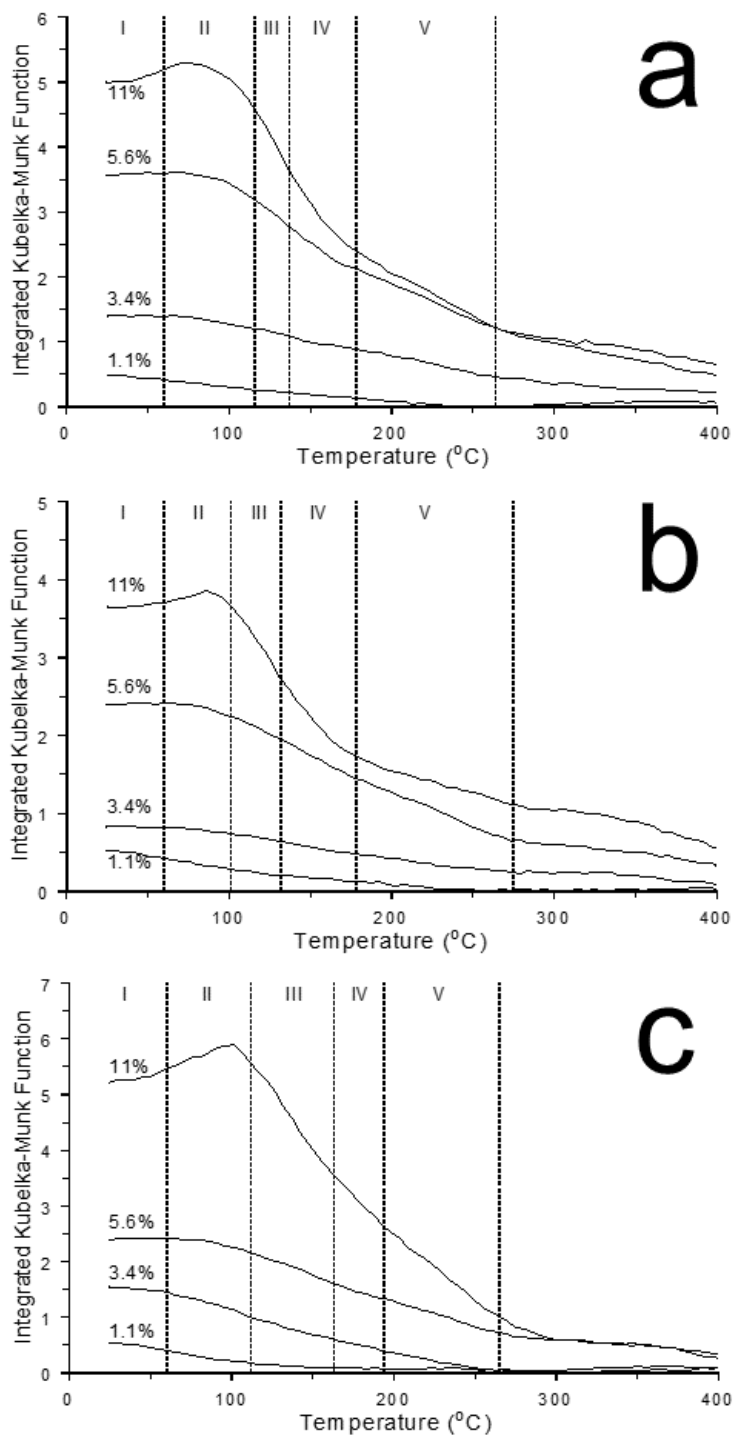 6
I II III IV V
a
5
11%
5.6%
4
3
2
3.4%
1
1.1%
0
0 100 200 300 400
Temperature (°C)
Integrated Kubelka-Munk Function
5
I II III IV V
b
4
11%
3
5.6%
2
1
3.4%
1.1%
0
0 100 200 300 400
Temperature (°C)
Integrated Kubelka-Munk Function
7
I II III IV V
c
6
11%
5
4
3
5.6%
2
3.4%
1
1.1%
0
0 100 200 300 400
Temperature (°C)
Integrated Kubelka-Munk Function